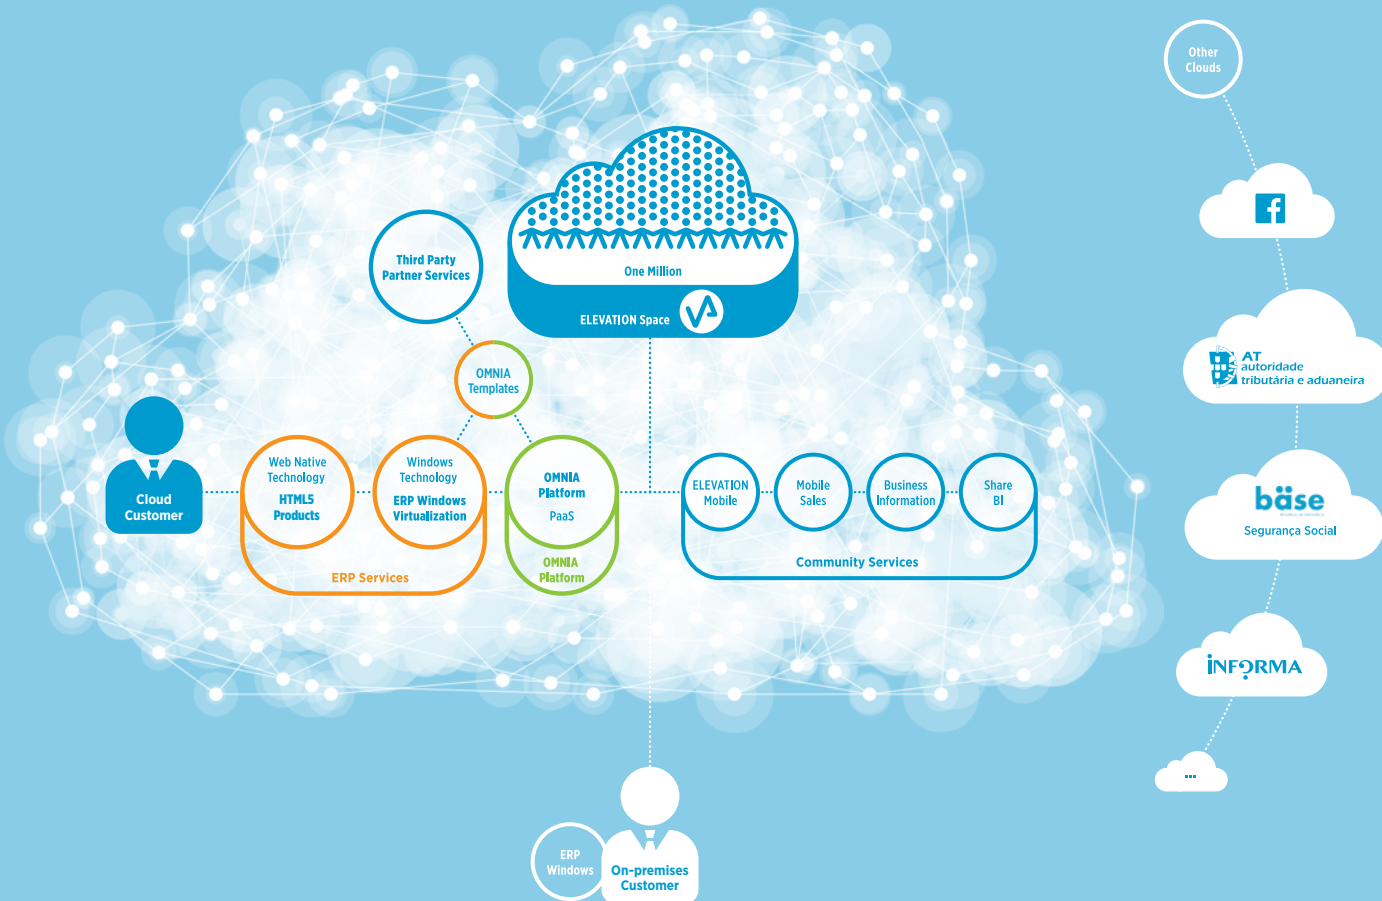 Other
Clouds
One Million
ELEVATION Space
Third Party
Partner Services
OMNIA
Templates
AT
autoridade
tributária e aduaneira
Cloud
Customer
Web Native
Technology
HTML5
Products
Windows
Technology
ERP Windows
Virtualization
ERP Services
OMNIA
Platform
PaaS
OMNIA
Platform
ELEVATION
Mobile
Mobile
Sales
Business
Information
Share
BI
Community Services
bäse
Segurança Social
INFORMA
...
ERP
Windows
On-premises
Customer